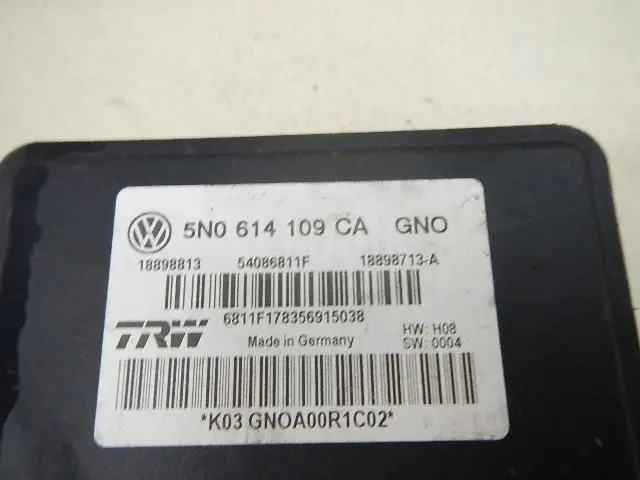 5N0 614 109 CA GNO
18898813 54086811F 18898713-A
6811F178356915038
TRW Made in Germany HW: H08
SW: 0004
*K03 GNOA00R1C02*